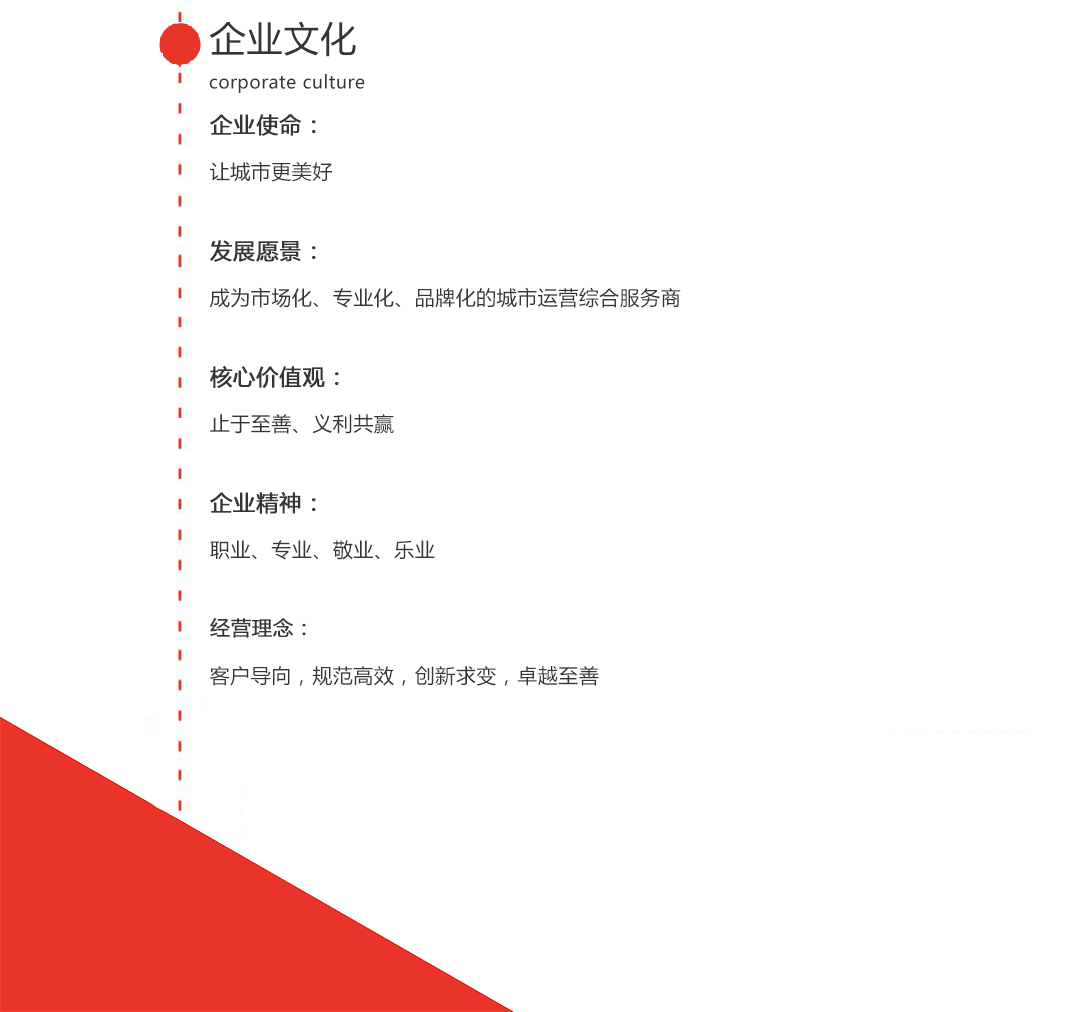 企业文化
corporate culture
企业使命：
让城市更美好
发展愿景：
成为市场化、专业化、品牌化的城市运营综合服务商
核心价值观：
止于至善、义利共赢
企业精神：
职业、专业、敬业、乐业
经营理念：
客户导向，规范高效，创新求变，卓越至善